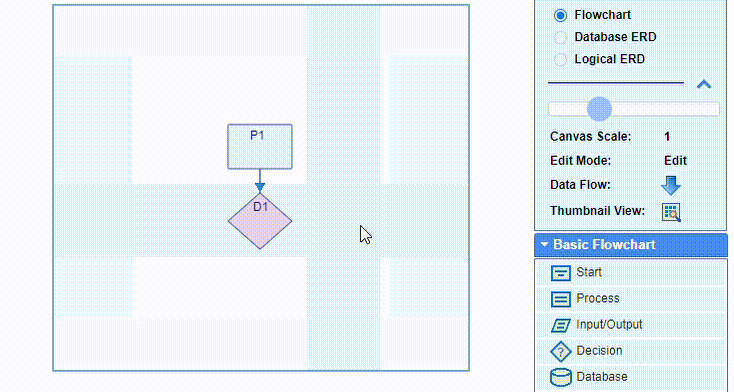 P1
D1
Flowchart
Database ERD
Logical ERD
Canvas Scale: 1
Edit Mode: Edit
Data Flow:
Thumbnail View:
Basic Flowchart
Start
Process
Input/Output
? Decision
Database